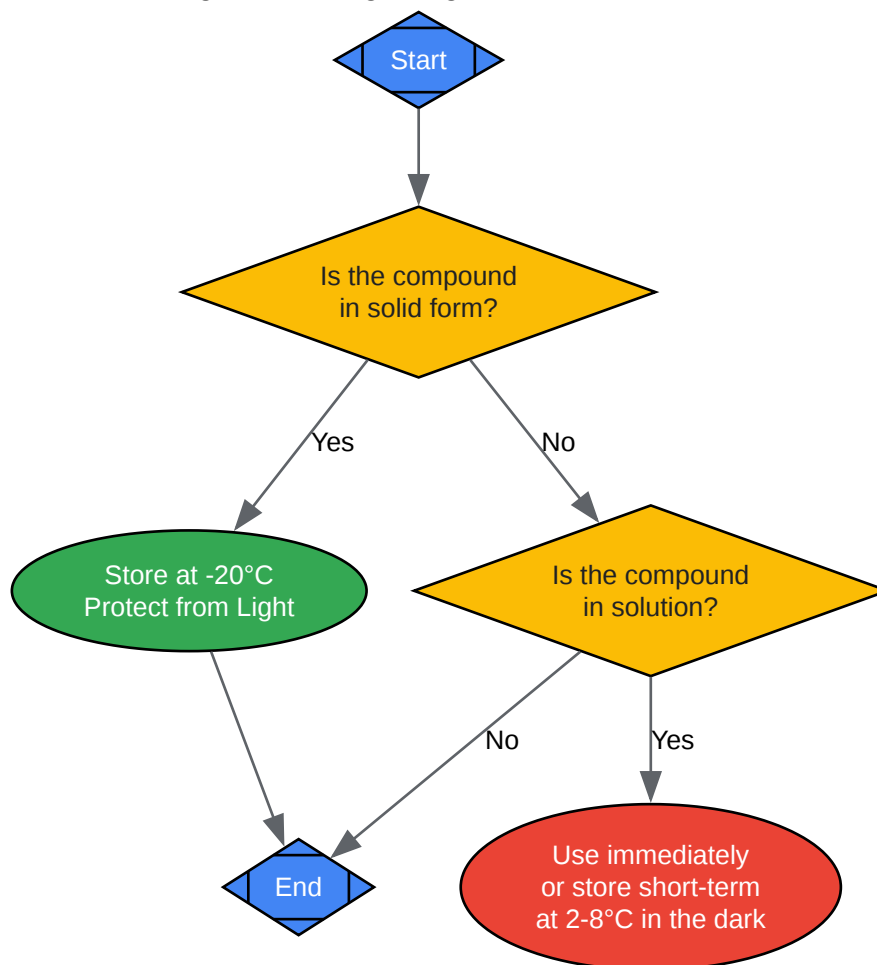 Start
Is the compound
in solid form?
Yes
No
Store at -20°C
Protect from Light
Is the compound
in solution?
No
Yes
End
Use immediately
or store short-term
at 2-8°C in the dark